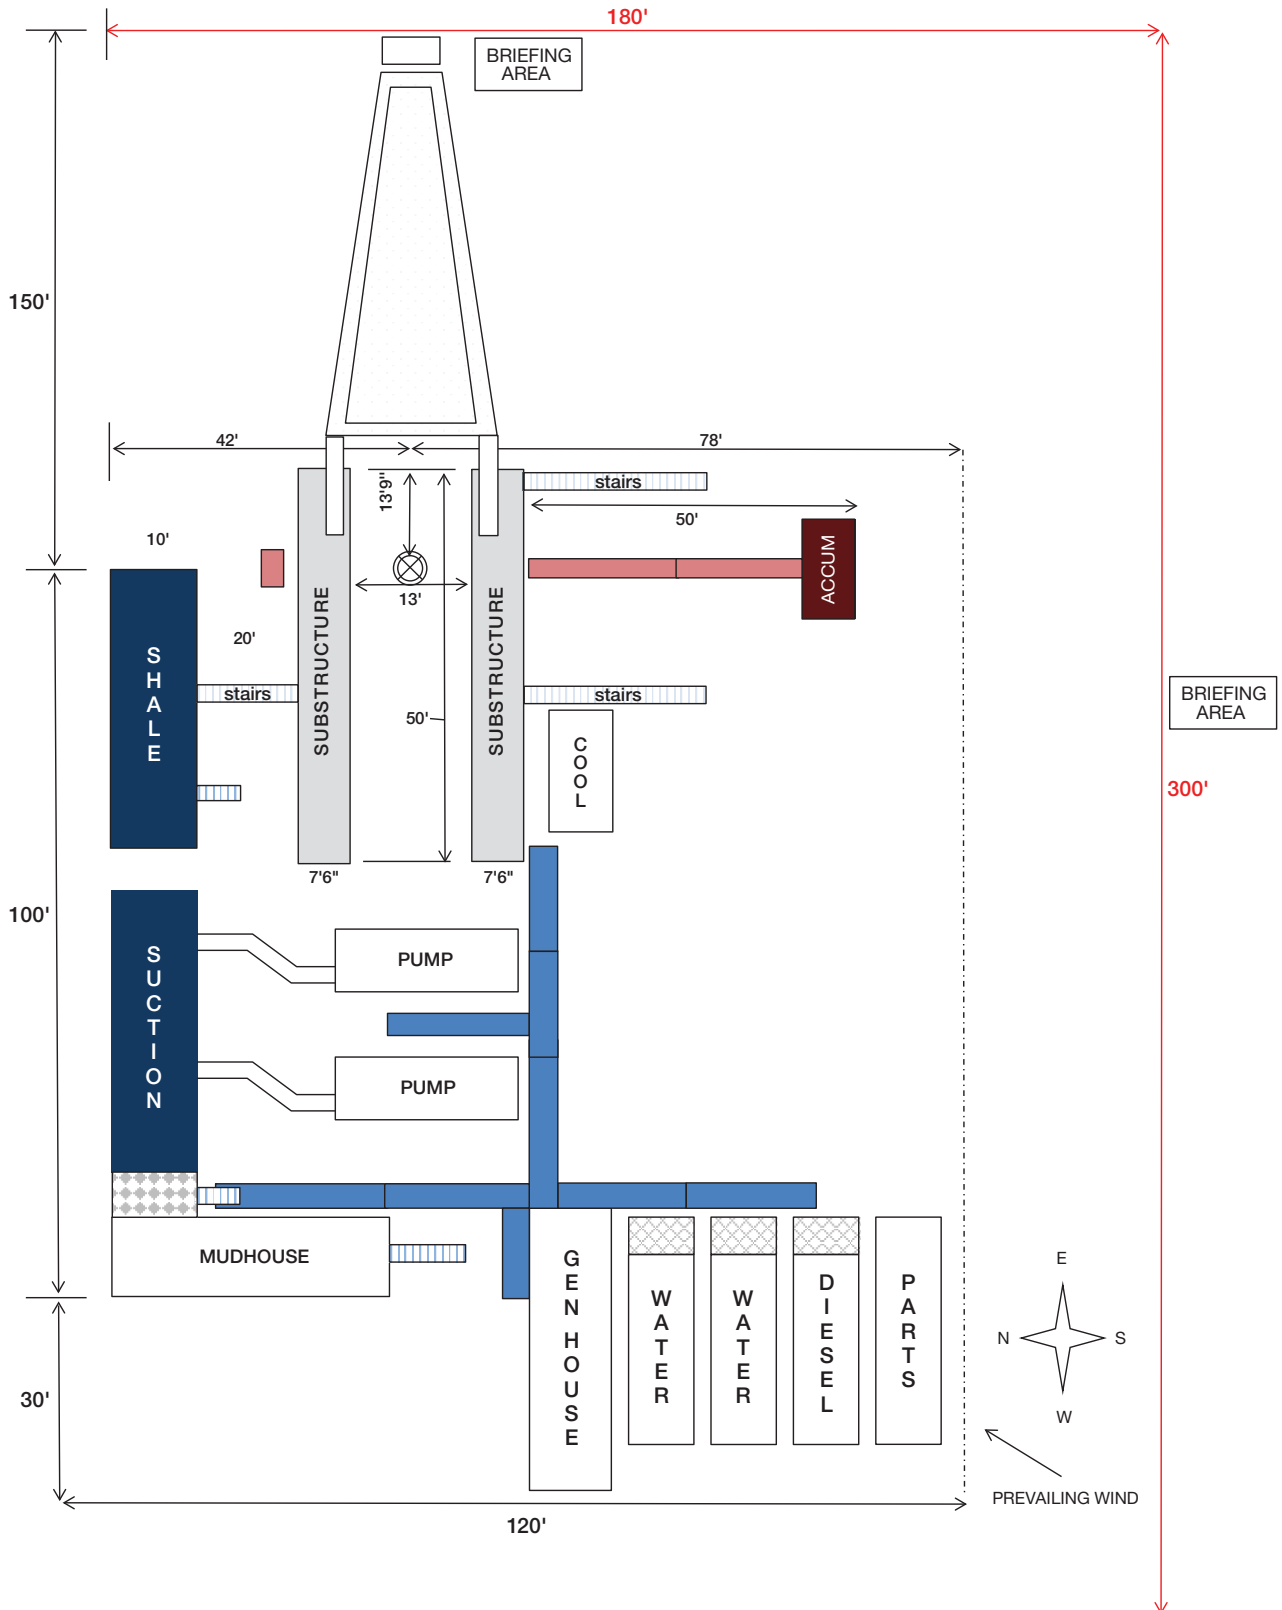 180'
BRIEFING
AREA
150'
42'
78'
13'9"
stairs
50'
10'
ACCUM
13'
SUBSTRUCTURE
SUBSTRUCTURE
20'
SHALE
stairs
stairs
BRIEFING
AREA
50'
COOL
300'
7'6"
7'6"
100'
SUCTION
PUMP
PUMP
MUDHOUSE
GEN HOUSE
WATER
WATER
DIESEL
PARTS
E
N
S
W
30'
PREVAILING WIND
120'